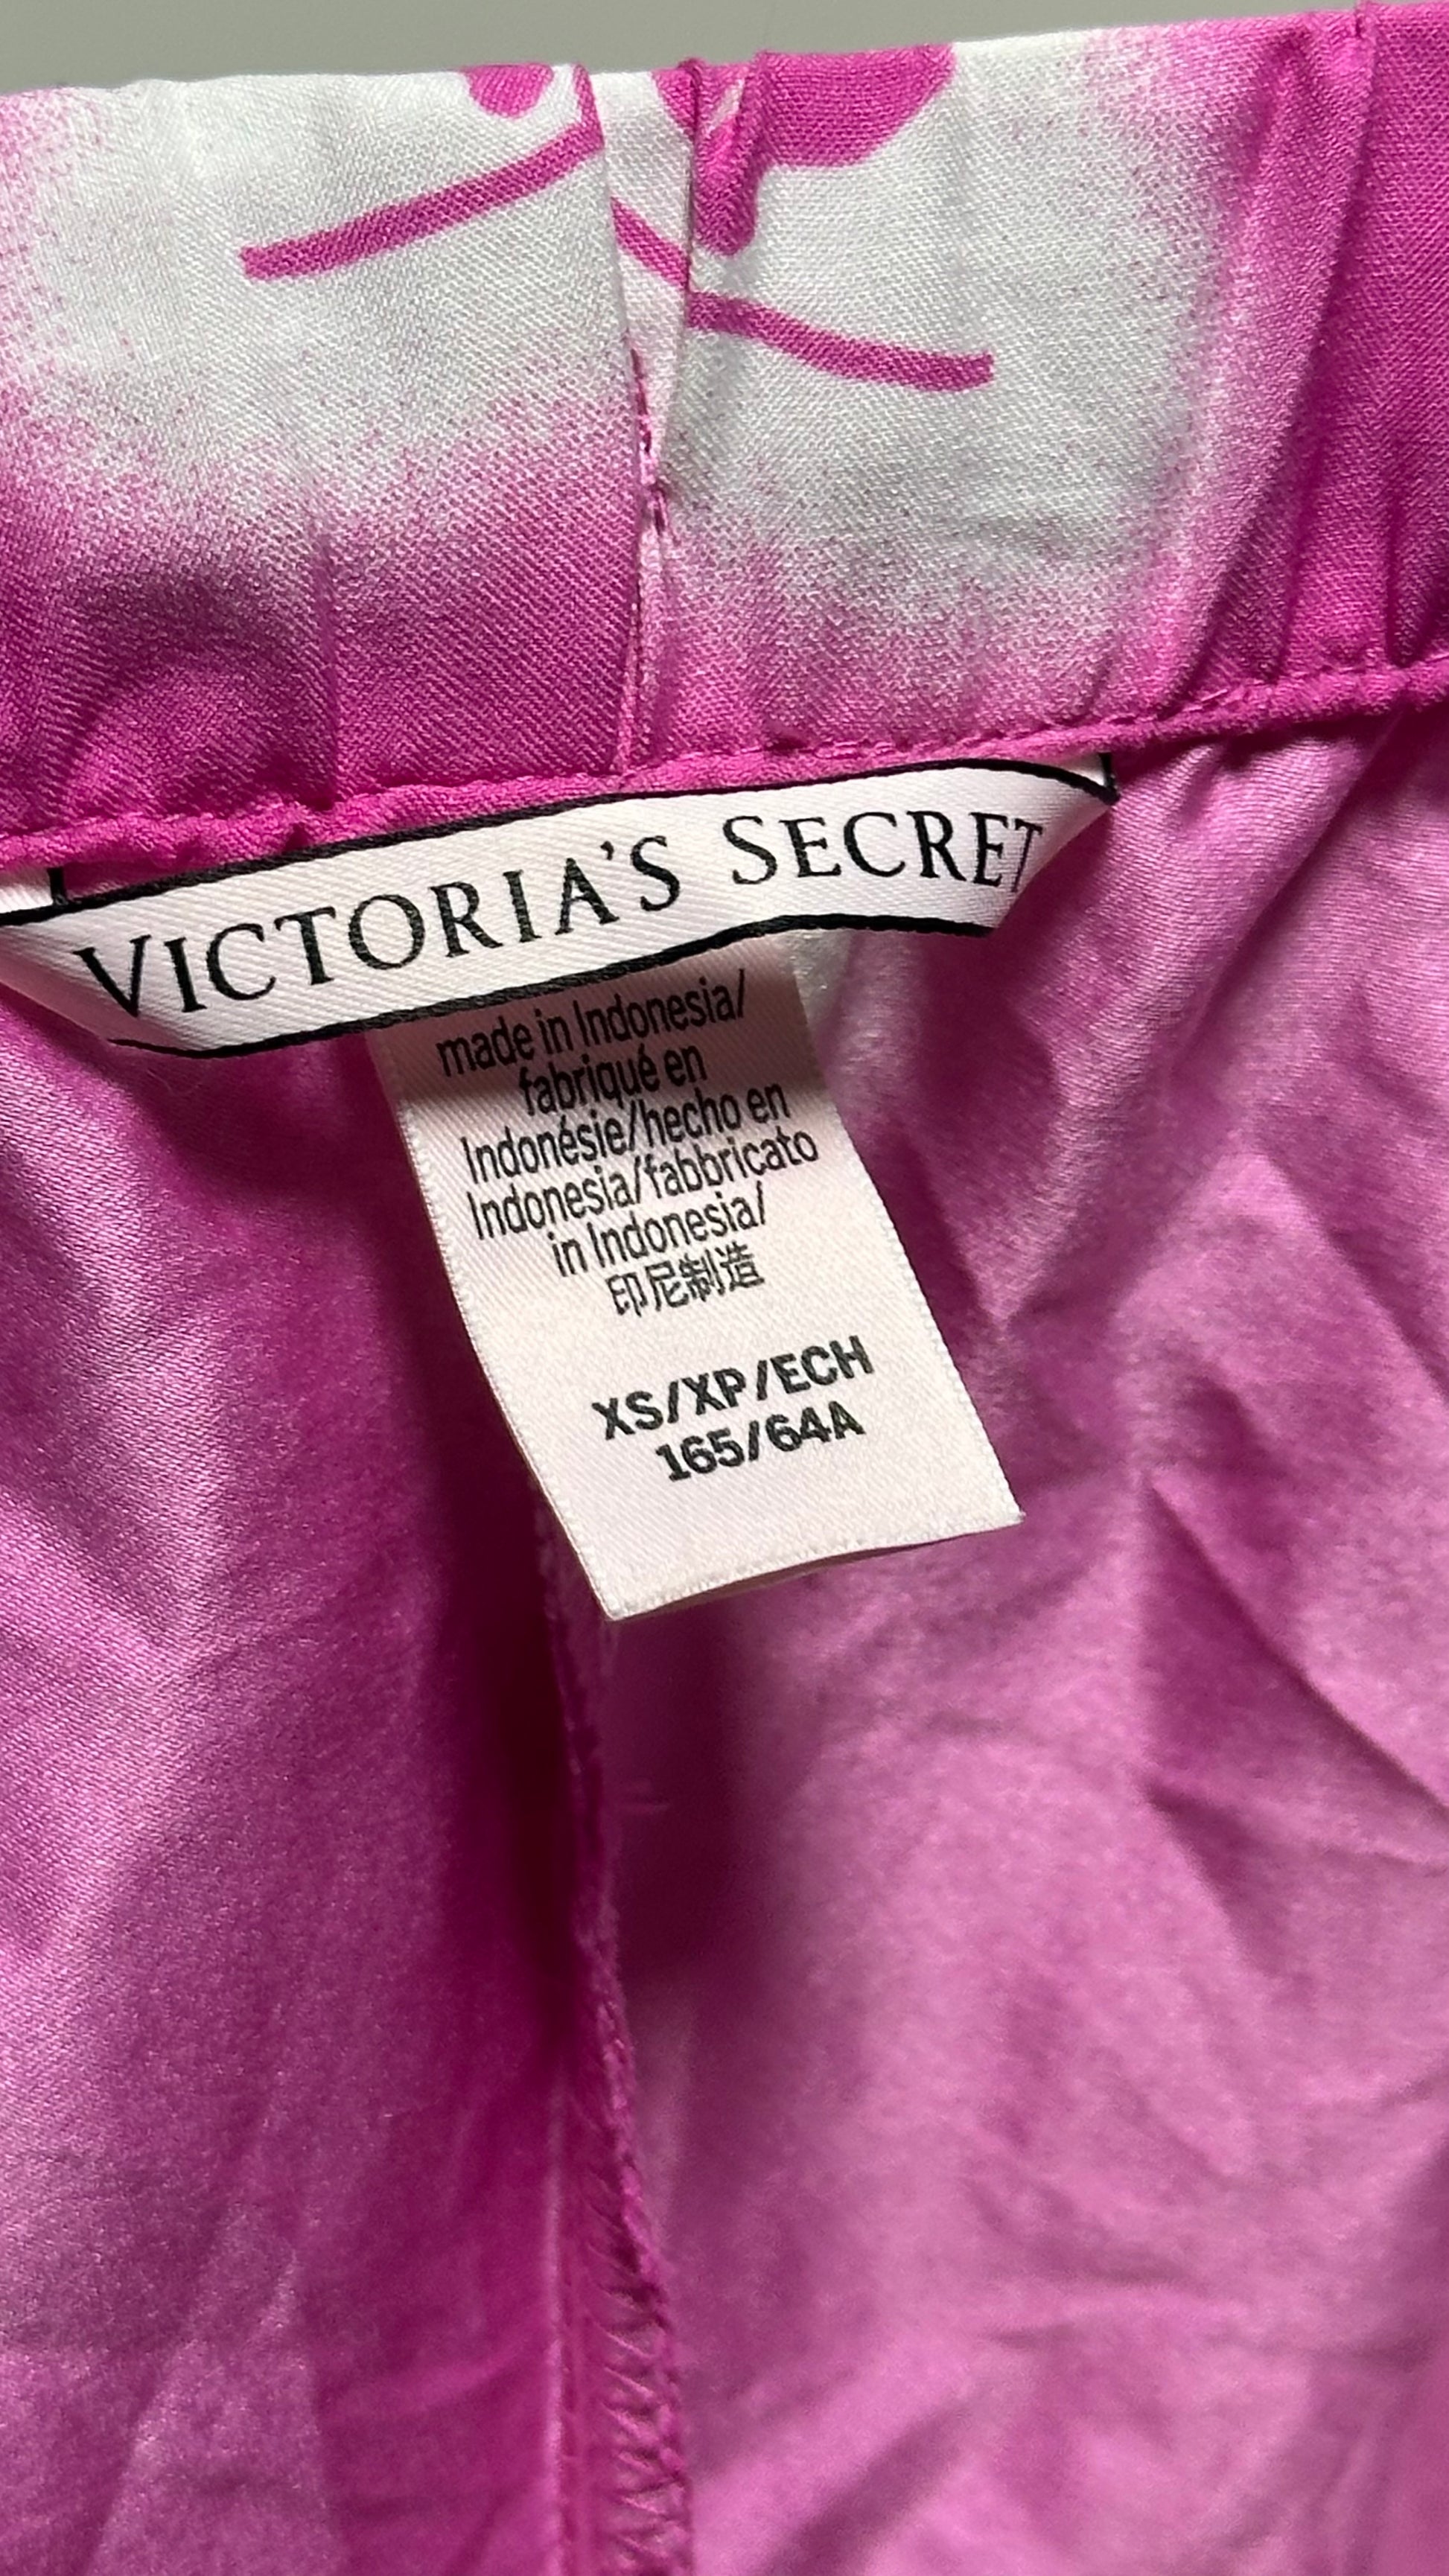 VICTORIA'S SECRET
made in Indonesia/
fabriqué en
Indonésie/hecho en
Indonesia/fabbricato
in Indonesia/
印尼制造
XS/XP/ECH
165/64A